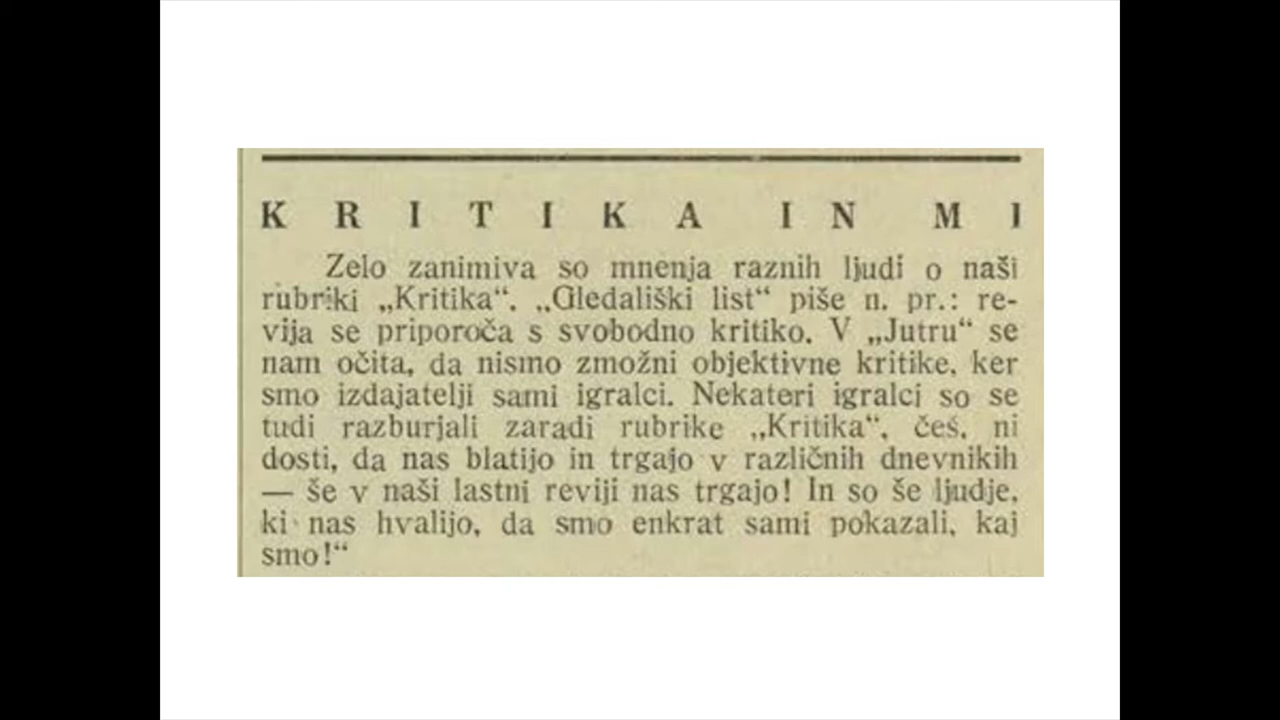 KRITIKA IN MI
Zelo zanimiva so mnenja raznih ljudi o naši
rubriki „Kritika“. „Gledališki list“ piše n. pr.: re-
vija se priporoča s svobodno kritiko. V „Jutru“ se
nam očita, da nismo zmožni objektivne kritike, ker
smo izdajatelji sami igralci. Nekateri igralci so se
tudi razburjali zaradi rubrike „Kritika“, češ, ni
dosti, da nas blatijo in trgajo v različnih dnevnikih
— še v naši lastni reviji nas trgajo! In so še ljudje,
ki nas hvalijo, da smo enkrat sami pokazali, kaj
smo!“